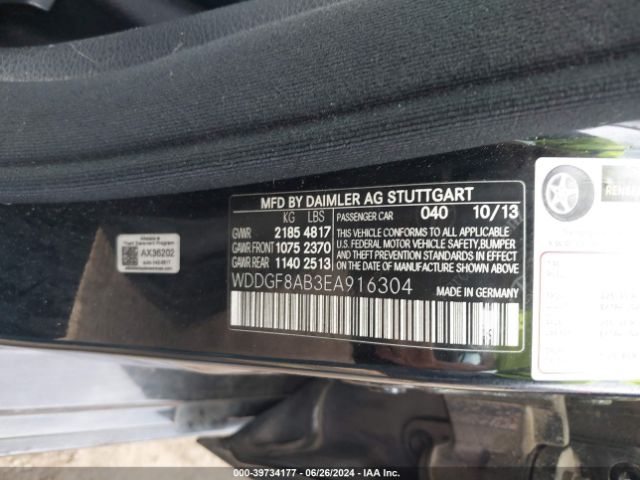 MFD BY DAIMLER AG STUTTGART
KG LBS
GVWR 2185 4817
GAWR FRONT 1075 2370
GAWR REAR 1140 2513
PASSENGER CAR 040 10/13
THIS VEHICLE CONFORMS TO ALL APPLICABLE
U.S. FEDERAL MOTOR VEHICLE SAFETY, BUMPER
AND THEFT PREVENTION STANDARDS IN
EFFECT ON THE DATE OF MANUFACTURE
SHOWN ABOVE.
WDDGF8AB3EA916304
MADE IN GERMANY
AX36202
000-39734177 | 06/26/2024 | IAA Inc.